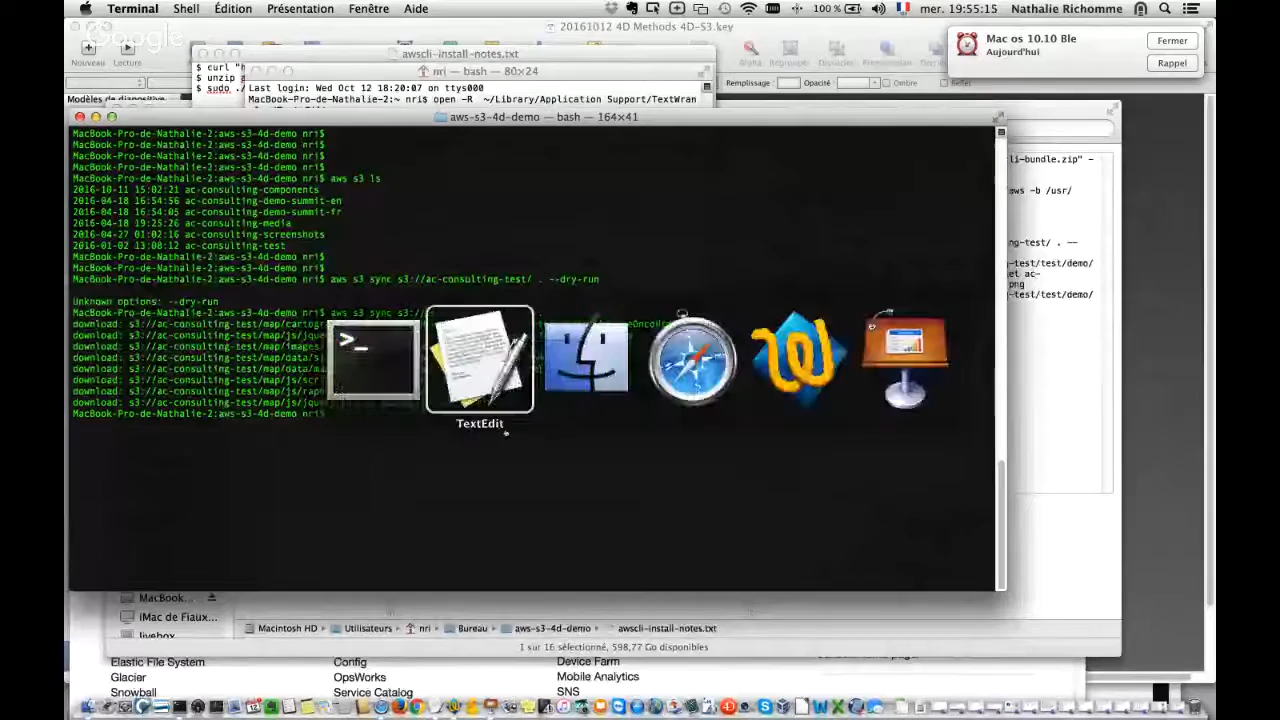 Terminal Shell Édition Présentation Fenêtre Aide 100 % mer. 19:55:15 Nathalie Richomme
20161012 4D Methods 4D-S3.key
Google
Nouveau Lecture
awscli-install-notes.txt
Mac os 10.10 Ble
Aujourd'hui
Fermer
Rappel
$ curl "h
$ unzip
$ sudo ./
nri — bash — 80×24
Remplissage: Bordure: Ombre
Modèles de diapositive
Last login: Wed Oct 12 18:20:07 on ttys000
MacBook-Pro-de-Nathalie-2:~ nri$ open -R ~/Library/Application Support/TextWran
aws-s3-4d-demo — bash — 164×41
MacBook-Pro-de-Nathalie-2:aws-s3-4d-demo nri$
MacBook-Pro-de-Nathalie-2:aws-s3-4d-demo nri$
MacBook-Pro-de-Nathalie-2:aws-s3-4d-demo nri$
MacBook-Pro-de-Nathalie-2:aws-s3-4d-demo nri$
MacBook-Pro-de-Nathalie-2:aws-s3-4d-demo nri$ aws s3 ls
2016-10-11 15:02:21 ac-consulting-components
2016-04-18 16:54:56 ac-consulting-demo-summit-en
2016-04-18 16:54:05 ac-consulting-demo-summit-fr
2016-04-18 19:25:26 ac-consulting-media
2016-04-27 01:02:16 ac-consulting-screenshots
2016-01-02 13:08:12 ac-consulting-test
MacBook-Pro-de-Nathalie-2:aws-s3-4d-demo nri$
MacBook-Pro-de-Nathalie-2:aws-s3-4d-demo nri$
MacBook-Pro-de-Nathalie-2:aws-s3-4d-demo nri$ aws s3 sync s3://ac-consulting-test/ . --dry-run
Unknown options: --dry-run
MacBook-Pro-de-Nathalie-2:aws-s3-4d-demo nri$ aws s3 sync s3://
download: s3://ac-consulting-test/map/cartogr
download: s3://ac-consulting-test/map/js/jque
download: s3://ac-consulting-test/map/images
download: s3://ac-consulting-test/map/data/s
download: s3://ac-consulting-test/map/data/ma
download: s3://ac-consulting-test/map/js/scr
download: s3://ac-consulting-test/map/js/rap
download: s3://ac-consulting-test/map/js/jqu
MacBook-Pro-de-Nathalie-2:aws-s3-4d-demo nri$
TextEdit
li-bundle.zip" -
aws -b /usr/
ng-test/ . --
ng-test/test/demo/
et ac-
png
ng-test/test/demo/
MacBook...
iMac de Fiaux...
livebox
Macintosh HD Utilisateurs nri Bureau aws-s3-4d-demo awscli-install-notes.txt
1 sur 16 sélectionné, 598,77 Go disponibles
Elastic File System Config Device Farm
Glacier OpsWorks Mobile Analytics
Snowball Service Catalog SNS